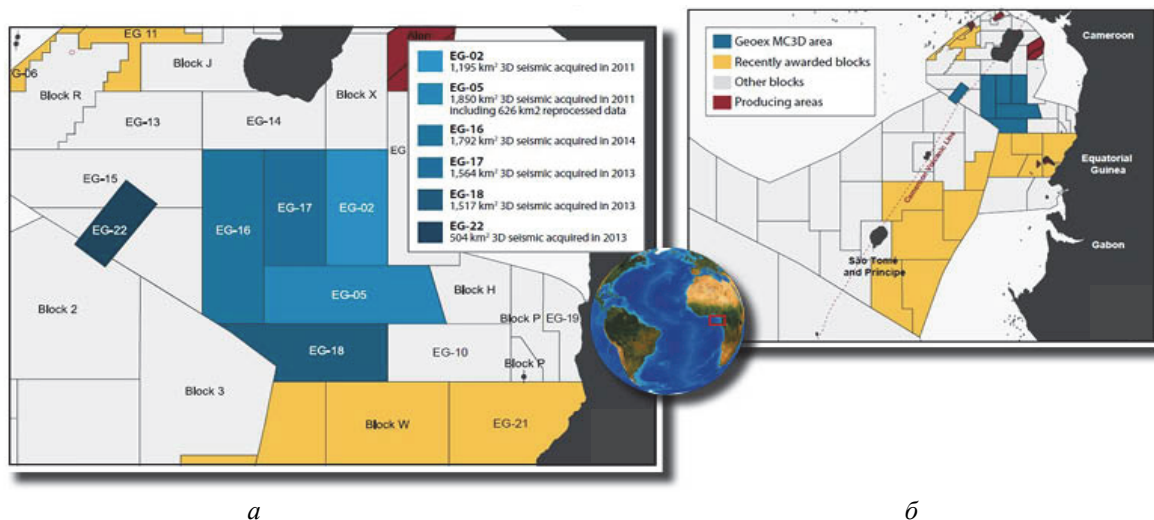 EG 11
Alen
G-06
Block J
Block R
Block X
EG-13
EG-14
EG
EG-15
EG-22
EG-16
EG-17
EG-02
EG-05
Block 2
Block H
Block P
EG-19
EG-18
EG-10
Block P
Block 3
Block W
EG-21
EG-02
1,195 km² 3D seismic acquired in 2011
EG-05
1,850 km² 3D seismic acquired in 2011
including 626 km2 reprocessed data
EG-16
1,792 km² 3D seismic acquired in 2014
EG-17
1,564 km² 3D seismic acquired in 2013
EG-18
1,517 km² 3D seismic acquired in 2013
EG-22
504 km² 3D seismic acquired in 2013
Geoex MC3D area
Recently awarded blocks
Other blocks
Producing areas
Cameroon
Cameroon Volcanic Line
Equatorial
Guinea
Sao Tome
and Principe
Gabon
а
б